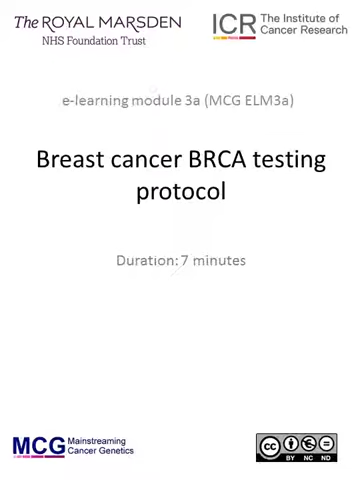 The ROYAL MARSDEN
NHS Foundation Trust
ICR The Institute of
Cancer Research
e-learning module 3a (MCG ELM3a)
Breast cancer BRCA testing
protocol
Duration: 7 minutes
MCG Mainstreaming
Cancer Genetics
cc
BY NC ND